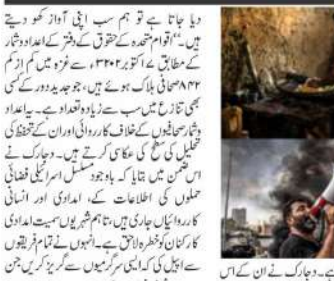 دیا جاتا ہے تو ہم سب اپنی آواز کھو دیتے
ہیں۔‘‘ اقوام متحدہ کے حقوق کے دفتر کے اعداد و شمار
کے مطابق ۷ اکتوبر ۲۰۲۳ء سے غزہ میں کم از کم
۲۴۸ صحافی ہلاک ہوئے ہیں، جو جدید دور کے کسی
بھی تنازع میں سب سے زیادہ تعداد ہے۔ یہ اعداد
وشمار صحافیوں کے خلاف کارروائی اور ان کے تحفظ کی
کی عکاسی کرتے ہیں۔ دجارک نے
اس ضمن میں بتایا کہ باوجود مسلسل اسرائیلی فضائی
حملوں کی اطلاعات کے، امدادی اور انسانی
کارروائیاں جاری ہیں، تاہم شہریوں سمیت امدادی
کارکنان کو خطرہ لاحق ہے۔ انہوں نے تمام فریقوں
سے اپیل کی کہ ایسی سرگرمیوں سے گریز کریں جن
ہے۔ دجارک نے ان کے اس